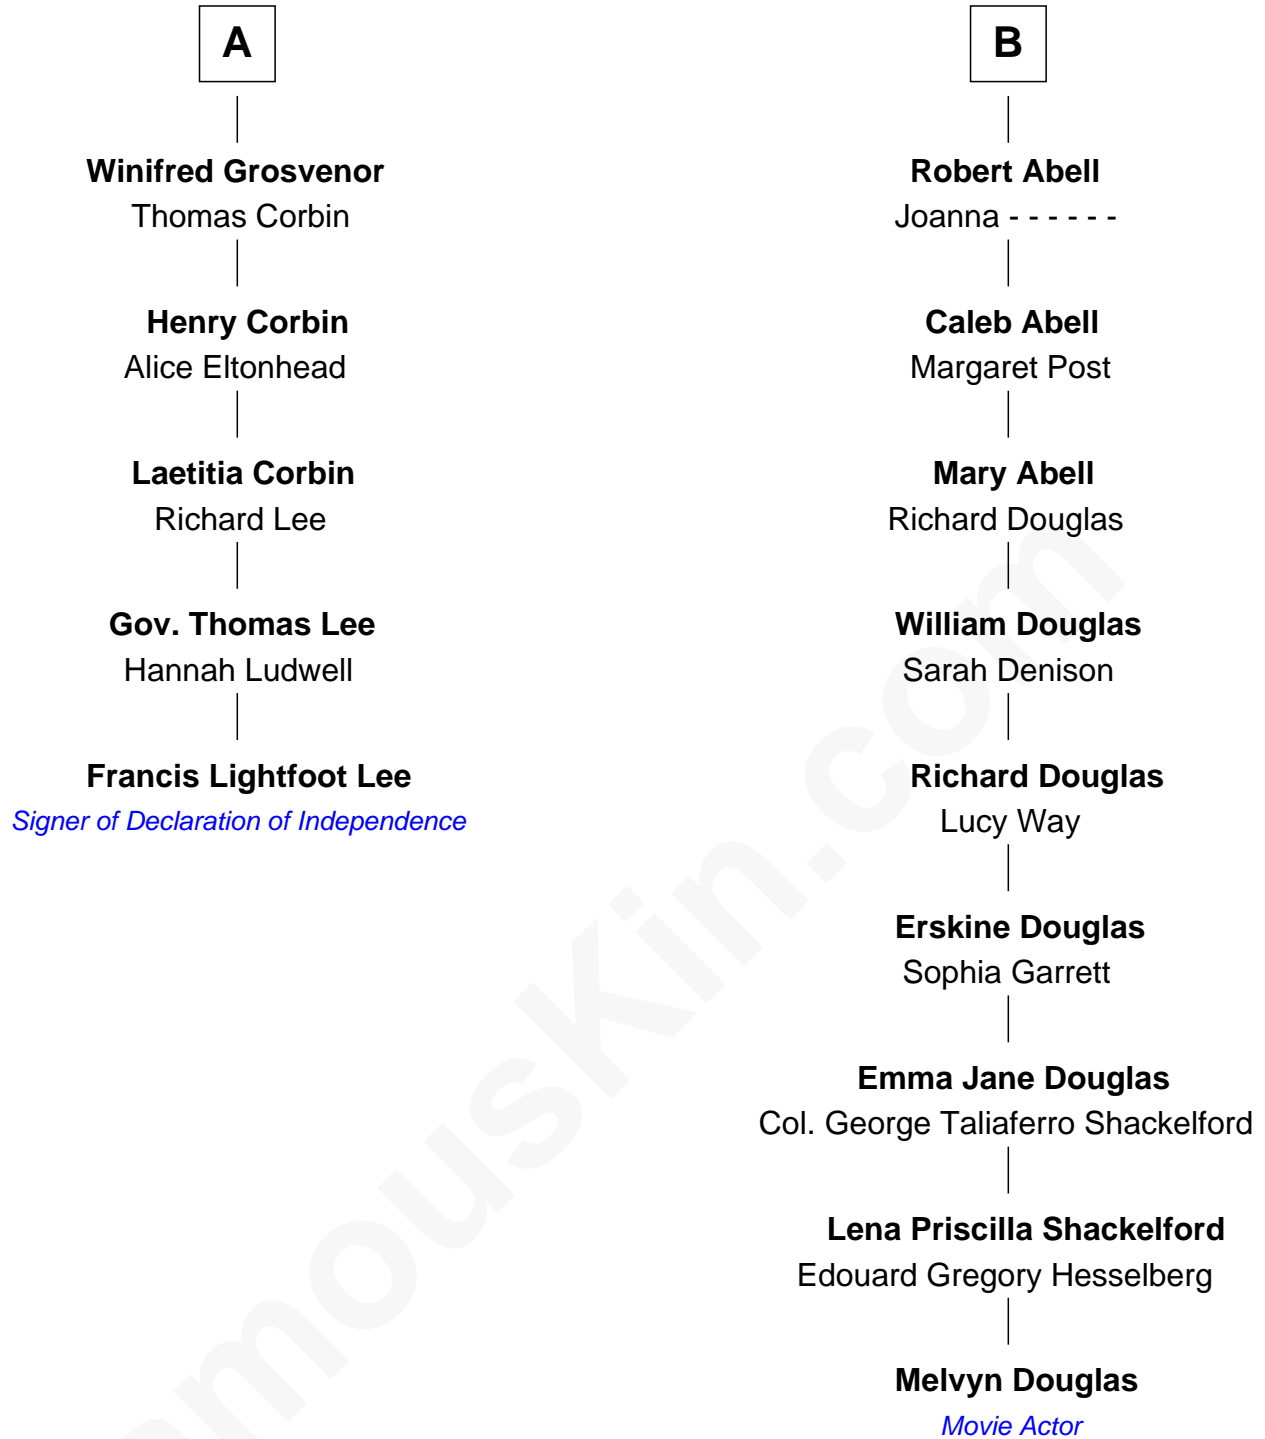 A
Winifred Grosvenor
Thomas Corbin
Henry Corbin
Alice Eltonhead
Laetitia Corbin
Richard Lee
Gov. Thomas Lee
Hannah Ludwell
Francis Lightfoot Lee
Signer of Declaration of Independence
B
Robert Abell
Joanna - - - - - -
Caleb Abell
Margaret Post
Mary Abell
Richard Douglas
William Douglas
Sarah Denison
Richard Douglas
Lucy Way
Erskine Douglas
Sophia Garrett
Emma Jane Douglas
Col. George Taliaferro Shackelford
Lena Priscilla Shackelford
Edouard Gregory Hesselberg
Melvyn Douglas
Movie Actor
amouskin.com